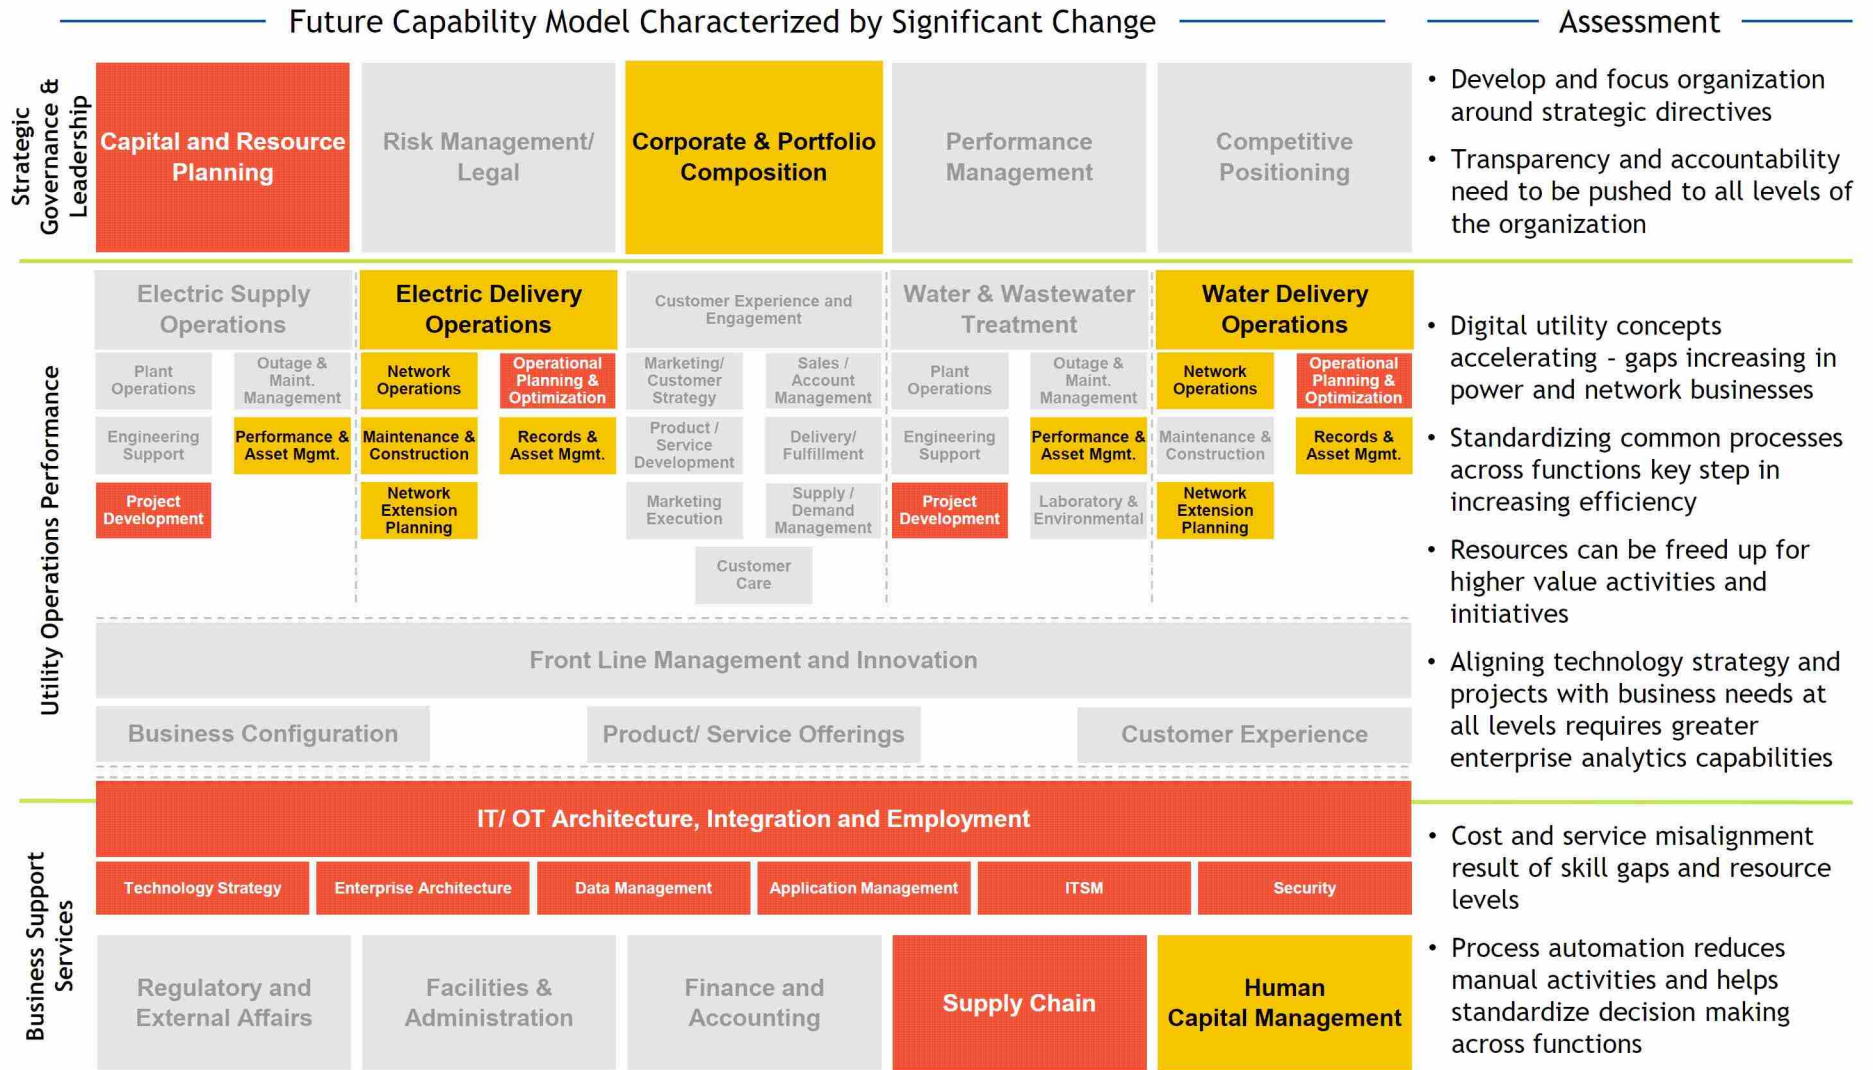 Future Capability Model Characterized by Significant Change
Assessment
Strategic
Governance &
Leadership
Capital and Resource
Planning
Risk Management/
Legal
Corporate & Portfolio
Composition
Performance
Management
Competitive
Positioning
• Develop and focus organization
around strategic directives
• Transparency and accountability
need to be pushed to all levels of
the organization
Utility Operations Performance
Electric Supply
Operations
Plant
Operations
Outage &
Maint.
Management
Engineering
Support
Performance &
Asset Mgmt.
Project
Development
Electric Delivery
Operations
Network
Operations
Operational
Planning &
Optimization
Maintenance &
Construction
Records &
Asset Mgmt.
Network
Extension
Planning
Customer Experience and
Engagement
Marketing/
Customer
Strategy
Sales /
Account
Management
Product /
Service
Development
Delivery/
Fulfillment
Marketing
Execution
Supply /
Demand
Management
Customer
Care
Water & Wastewater
Treatment
Plant
Operations
Outage &
Maint.
Management
Engineering
Support
Performance &
Asset Mgmt.
Project
Development
Laboratory &
Environmental
Water Delivery
Operations
Network
Operations
Operational
Planning &
Optimization
Maintenance &
Construction
Records &
Asset Mgmt.
Network
Extension
Planning
Front Line Management and Innovation
Business Configuration
Product/ Service Offerings
Customer Experience
• Digital utility concepts
accelerating - gaps increasing in
power and network businesses
• Standardizing common processes
across functions key step in
increasing efficiency
• Resources can be freed up for
higher value activities and
initiatives
• Aligning technology strategy and
projects with business needs at
all levels requires greater
enterprise analytics capabilities
Business Support
Services
IT/ OT Architecture, Integration and Employment
Technology Strategy
Enterprise Architecture
Data Management
Application Management
ITSM
Security
Regulatory and
External Affairs
Facilities &
Administration
Finance and
Accounting
Supply Chain
Human
Capital Management
• Cost and service misalignment
result of skill gaps and resource
levels
• Process automation reduces
manual activities and helps
standardize decision making
across functions